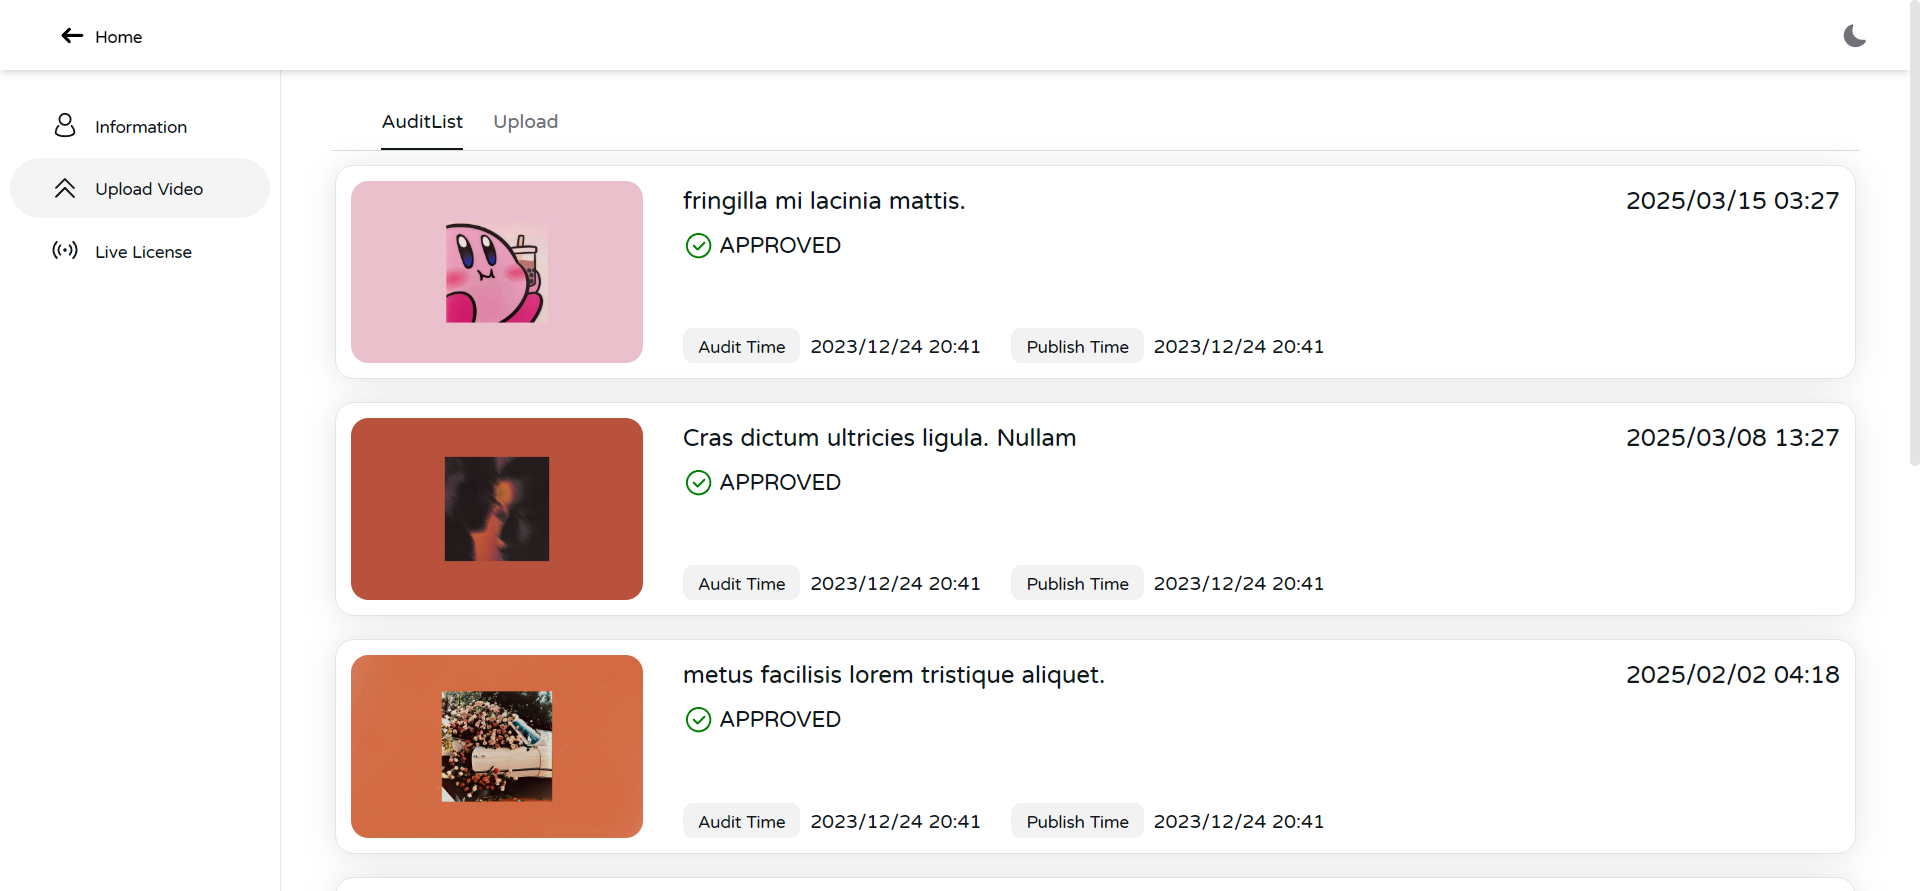 Home
Information
Upload Video
Live License
AuditList Upload
fringilla mi lacinia mattis. 2025/03/15 03:27
APPROVED
Audit Time 2023/12/24 20:41 Publish Time 2023/12/24 20:41
Cras dictum ultricies ligula. Nullam 2025/03/08 13:27
APPROVED
Audit Time 2023/12/24 20:41 Publish Time 2023/12/24 20:41
metus facilisis lorem tristique aliquet. 2025/02/02 04:18
APPROVED
Audit Time 2023/12/24 20:41 Publish Time 2023/12/24 20:41